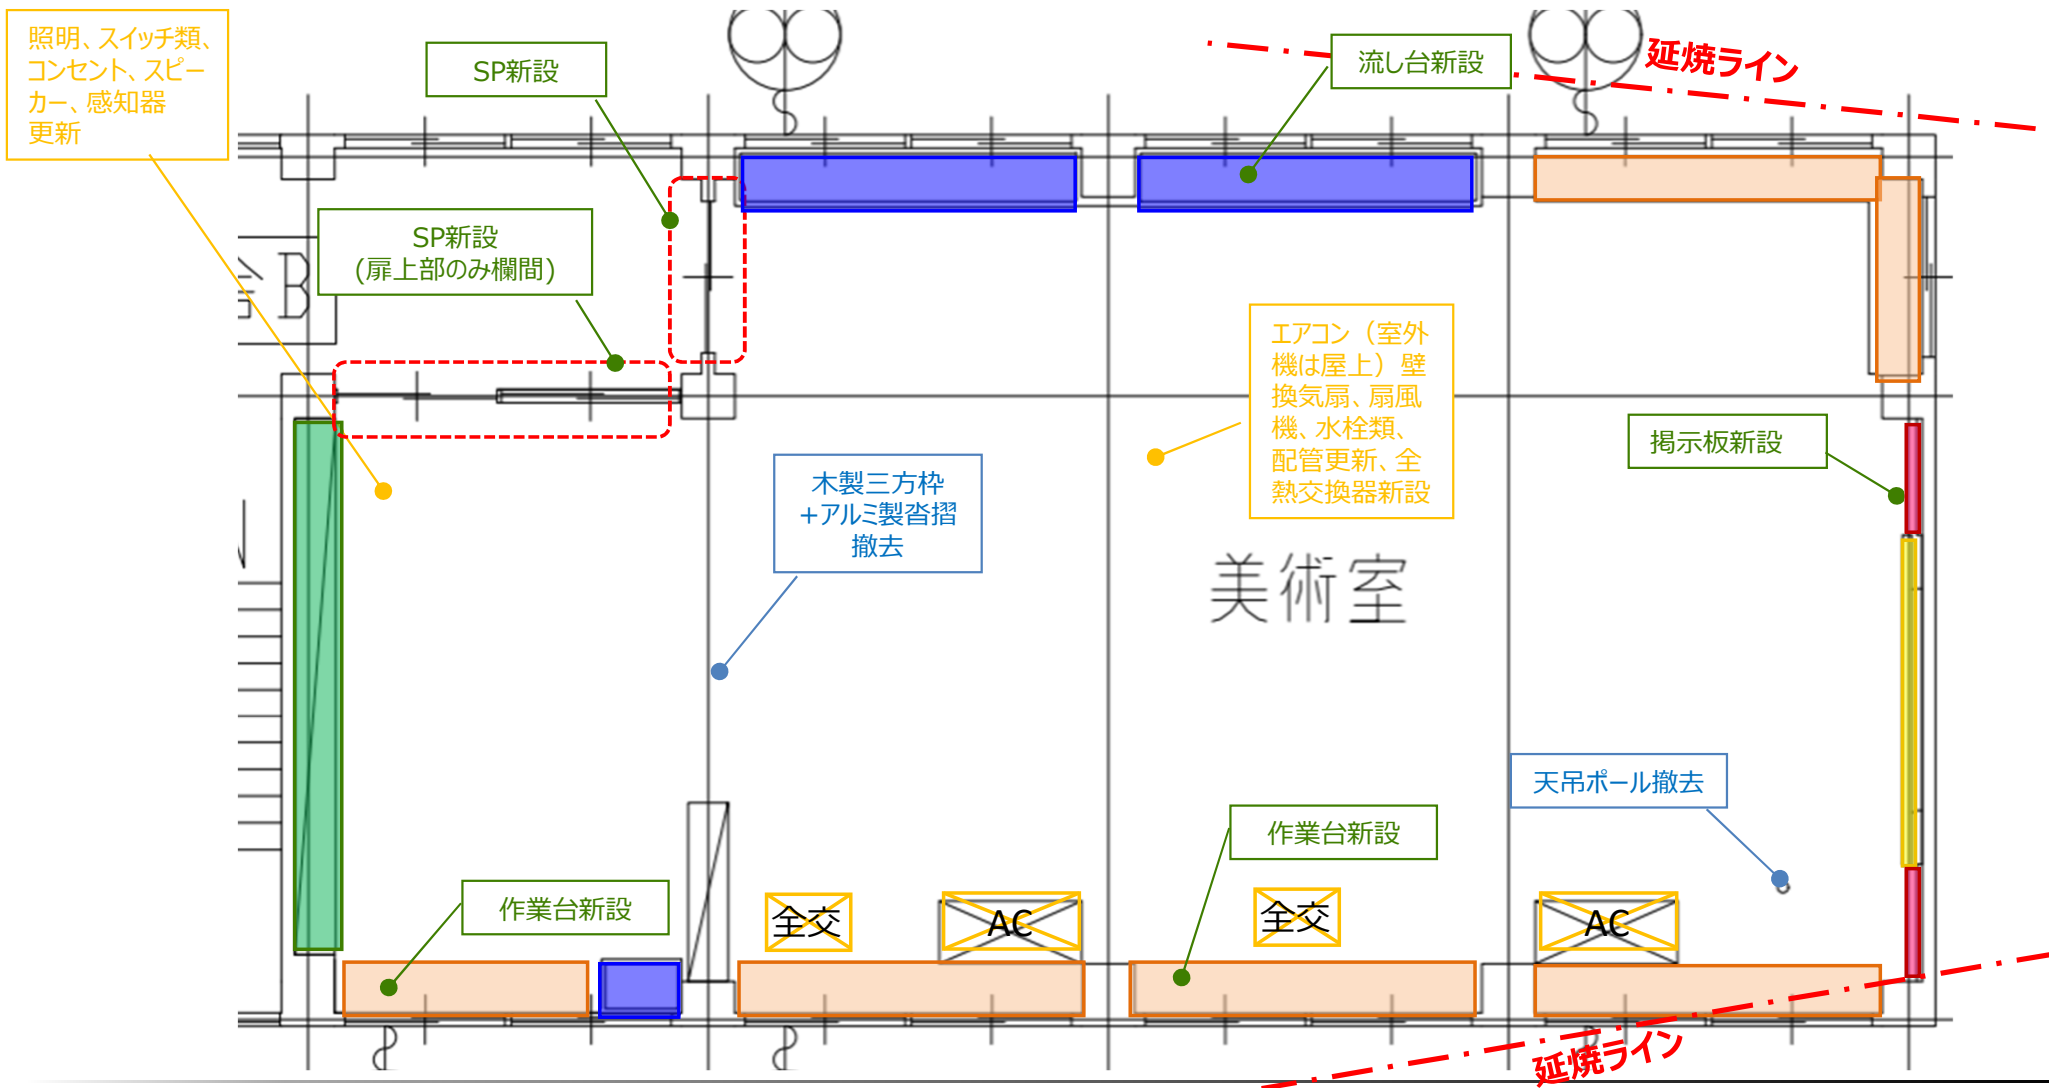 照明、スイッチ類、
コンセント、スピー
カー、感知器
更新
SP新設
流し台新設
延焼ライン
SP新設
(扉上部のみ欄間)
B
エアコン（室外
機は屋上）壁
換気扇、扇風
機、水栓類、
配管更新、全
熱交換器新設
掲示板新設
木製三方枠
+アルミ製沓摺
撤去
美術室
天吊ポール撤去
作業台新設
作業台新設
全交
AC
全交
AC
延焼ライン